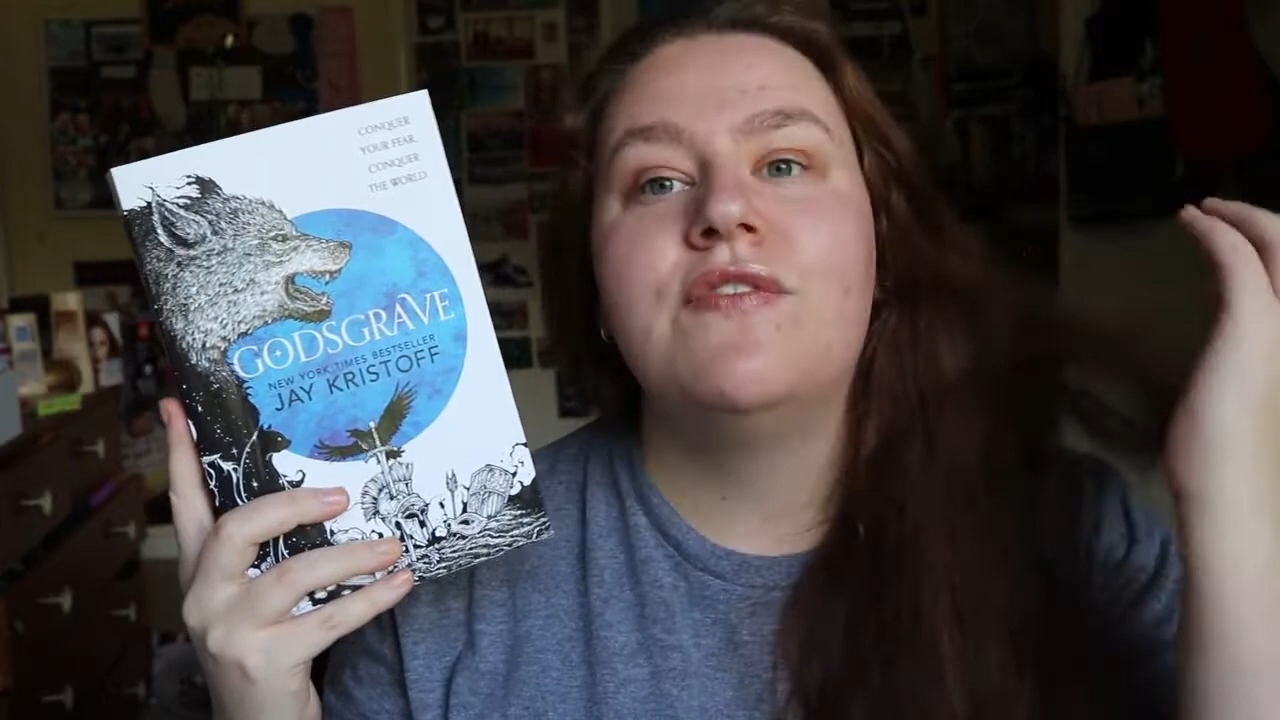 CONQUER
YOUR FEAR,
CONQUER
THE WORLD
GODSGRAVE
NEW YORK TIMES BESTSELLER
JAY KRISTOFF